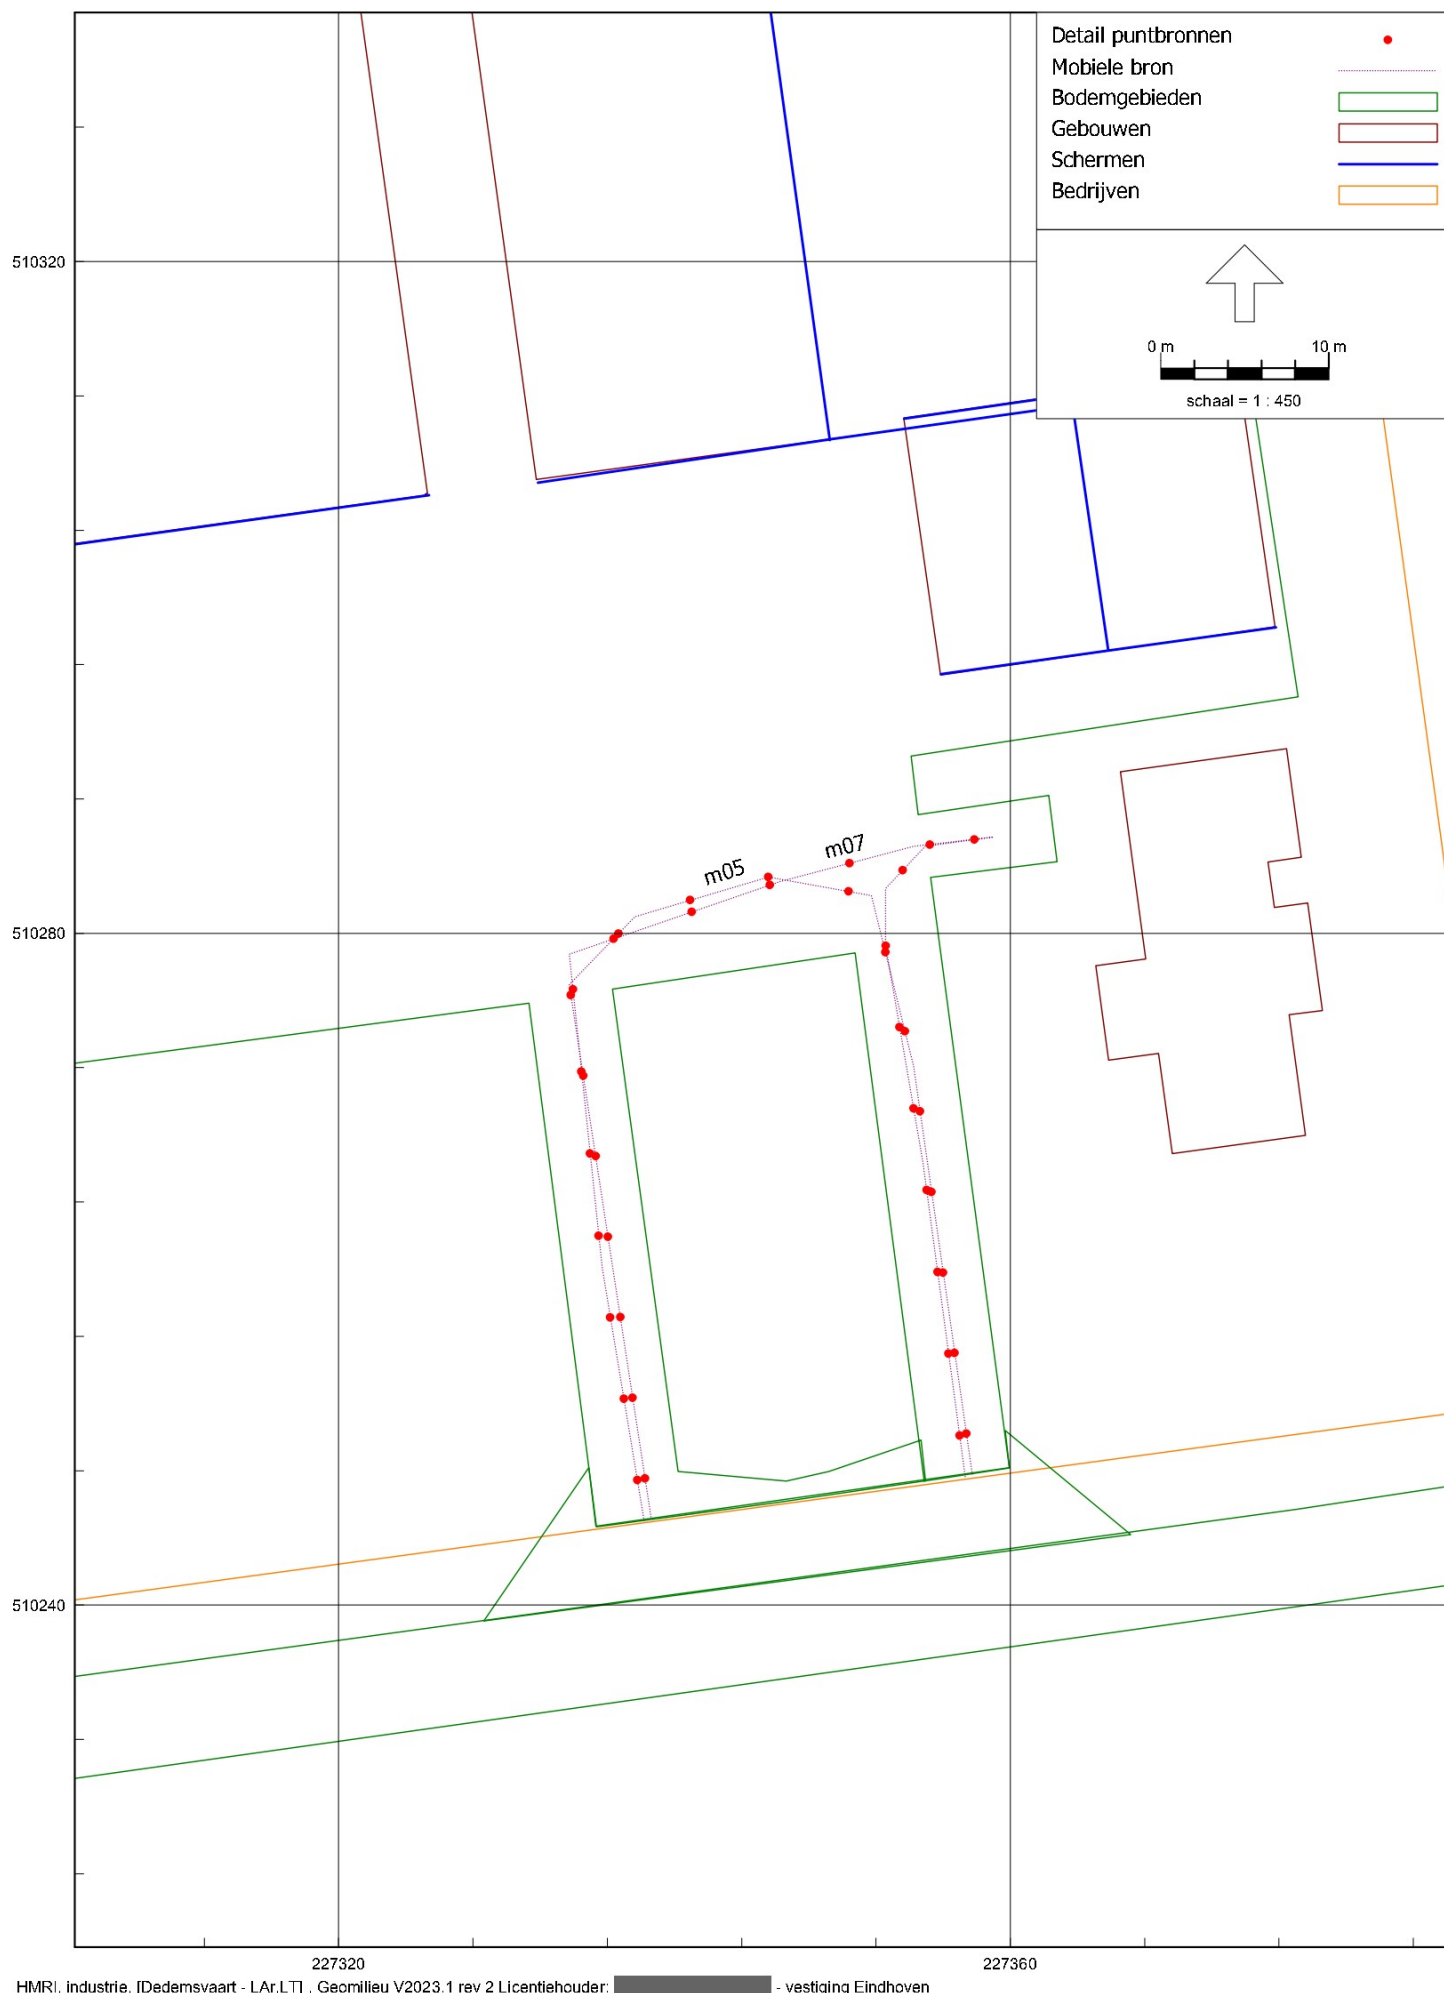 Detail puntbronnen
Mobiele bron
Bodemgebieden
Gebouwen
Schermen
Bedrijven
0 m 10 m
schaal = 1 : 450
510320
m07
m05
510280
510240
227320 227360
HMRI, industrie, [Dedemsvaart - LAr,LT] , Geomilieu V2023.1 rev 2 Licentiehouder: - vestiging Eindhoven